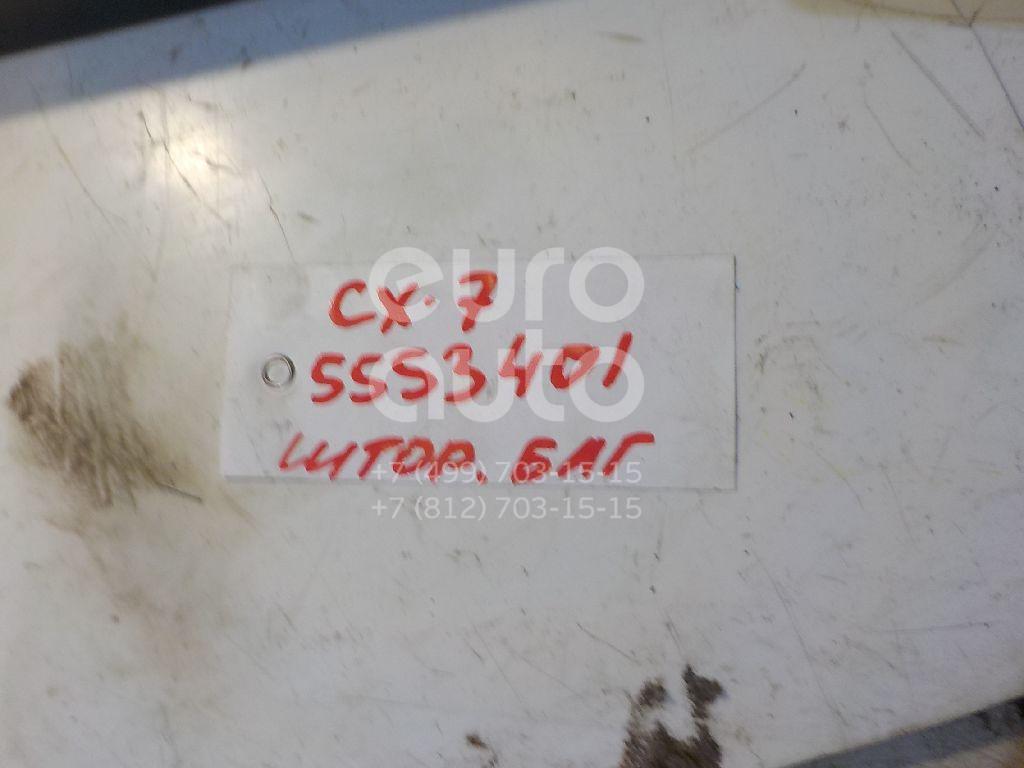 CX-7
5553401
ШТОР. БАГ
euro
auto
+7 (499) 703-15-15
+7 (812) 703-15-15